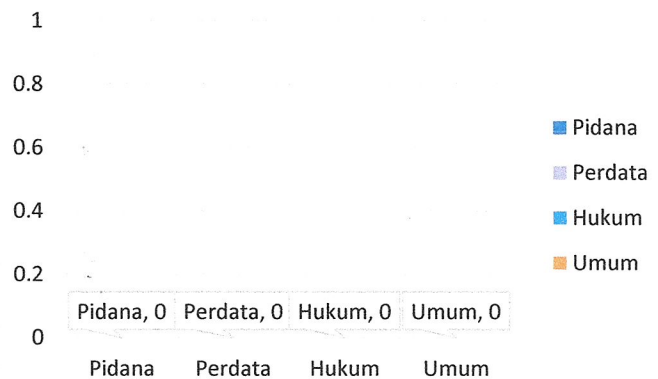 1
0.8
0.6
0.4
0.2
0
Pidana, 0
Perdata, 0
Hukum, 0
Umum, 0
Pidana
Perdata
Hukum
Umum
Pidana
Perdata
Hukum
Umum